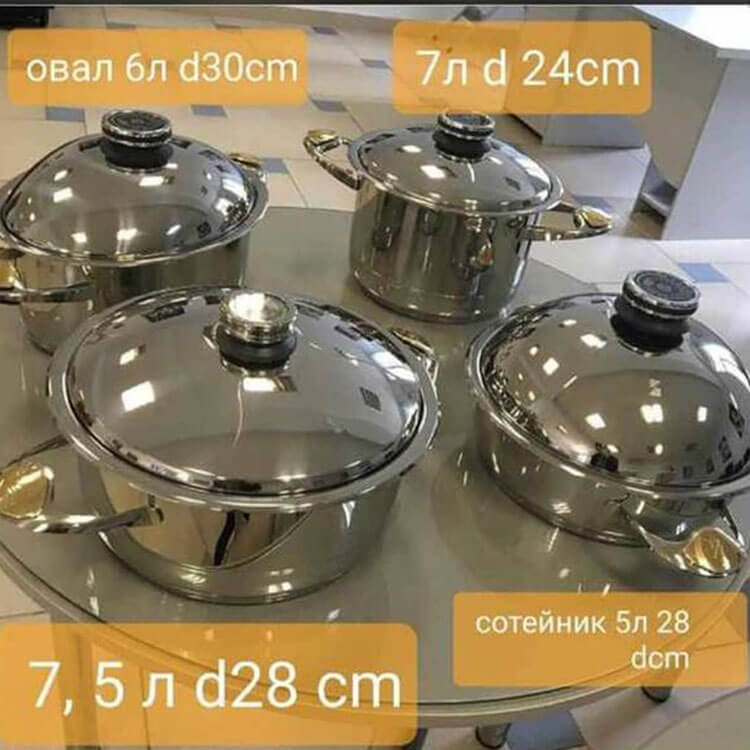 овал 6л d30cm
7л d 24cm
сотейник 5л 28
dcm
7, 5 л d28 cm